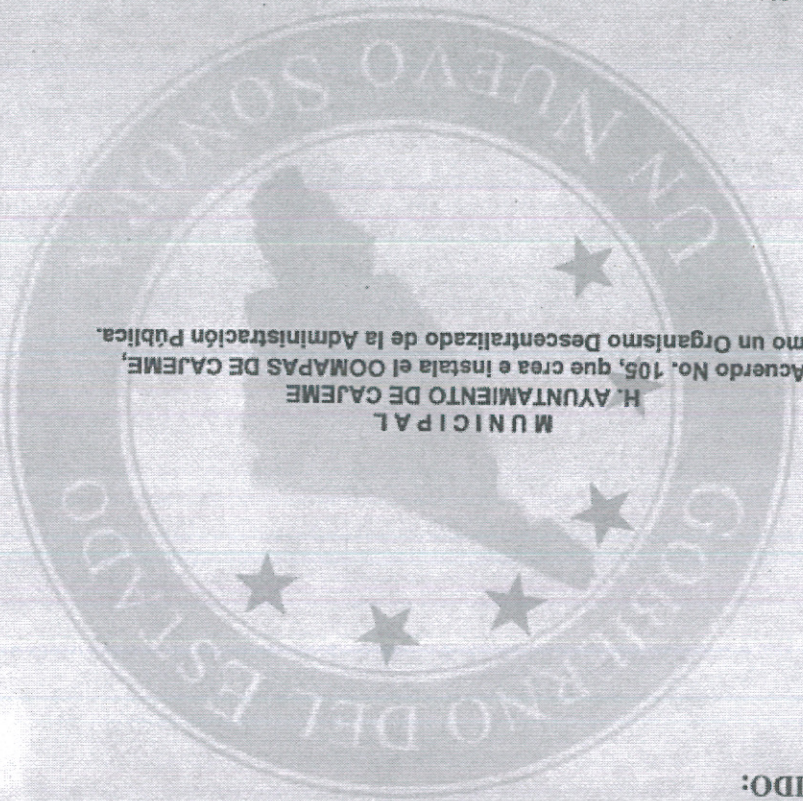 IDO:
GOBIERNO DEL ESTADO
MUNICIPAL
H. AYUNTAMIENTO DE CAJEME
Acuerdo No. 105, que crea e instala el OOMAPAS DE CAJEME,
mo un Organismo Descentralizado de la Administración Pública.
UN NUEVO SONORA